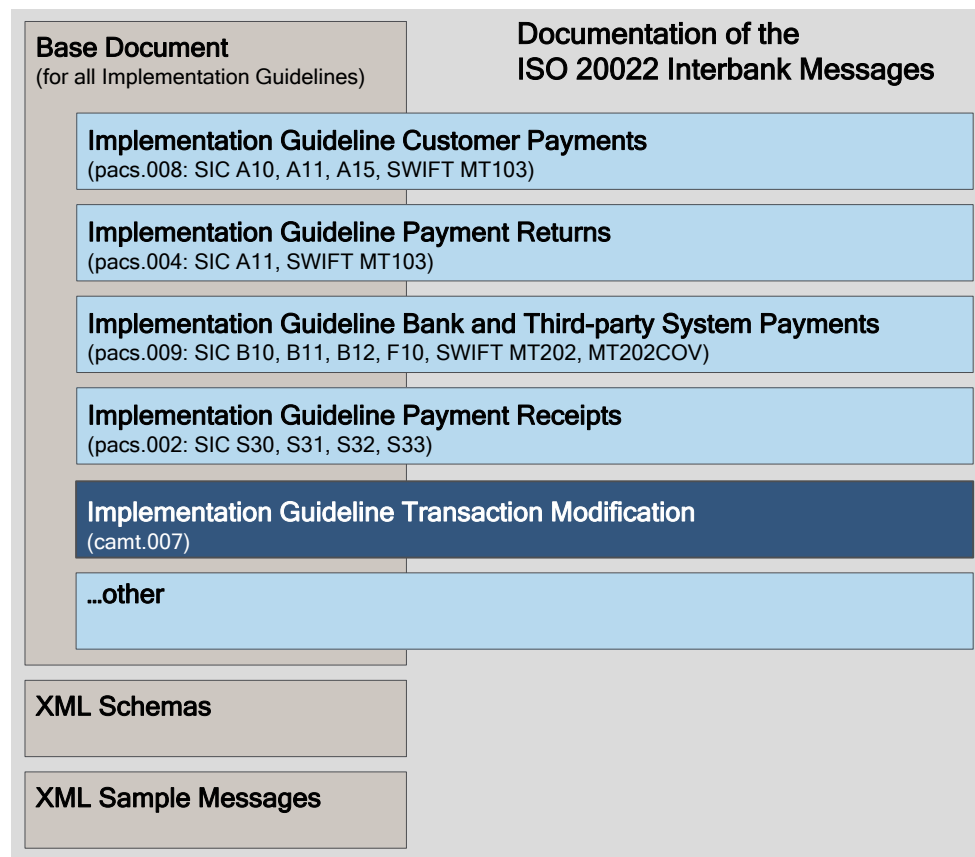 Base Document
(for all Implementation Guidelines)
Documentation of the
ISO 20022 Interbank Messages
Implementation Guideline Customer Payments
(pacs.008: SIC A10, A11, A15, SWIFT MT103)
Implementation Guideline Payment Returns
(pacs.004: SIC A11, SWIFT MT103)
Implementation Guideline Bank and Third-party System Payments
(pacs.009: SIC B10, B11, B12, F10, SWIFT MT202, MT202COV)
Implementation Guideline Payment Receipts
(pacs.002: SIC S30, S31, S32, S33)
Implementation Guideline Transaction Modification
(camt.007)
...other
XML Schemas
XML Sample Messages